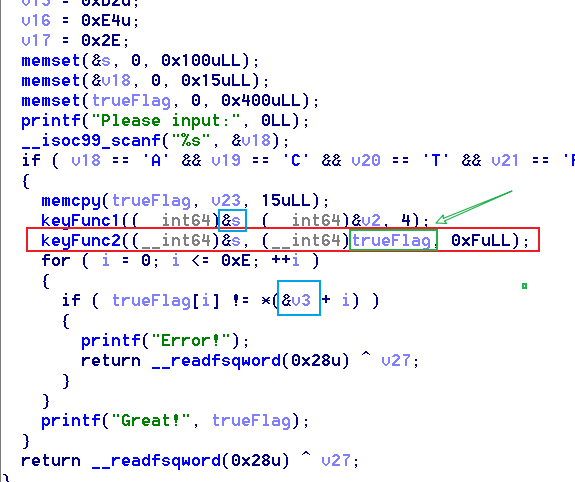 v16 = 0xE4u;
v17 = 0x2E;
memset(&s, 0, 0x100uLL);
memset(&v18, 0, 0x15uLL);
memset(trueFlag, 0, 0x400uLL);
printf("Please input:", 0LL);
__isoc99_scanf("%s", &v18);
if ( v18 == 'A' && v19 == 'C' && v20 == 'T' && v21 ==
{
memcpy(trueFlag, v23, 15uLL);
keyFunc1((__int64)&s, (__int64)&v2, 4);
keyFunc2((__int64)&s, (__int64)trueFlag, 0xFuLL);
for ( i = 0; i <= 0xE; ++i )
{
if ( trueFlag[i] != *(&v3 + i) )
{
printf("Error!");
return __readfsqword(0x28u) ^ v27;
}
}
printf("Great!", trueFlag);
}
return __readfsqword(0x28u) ^ v27;